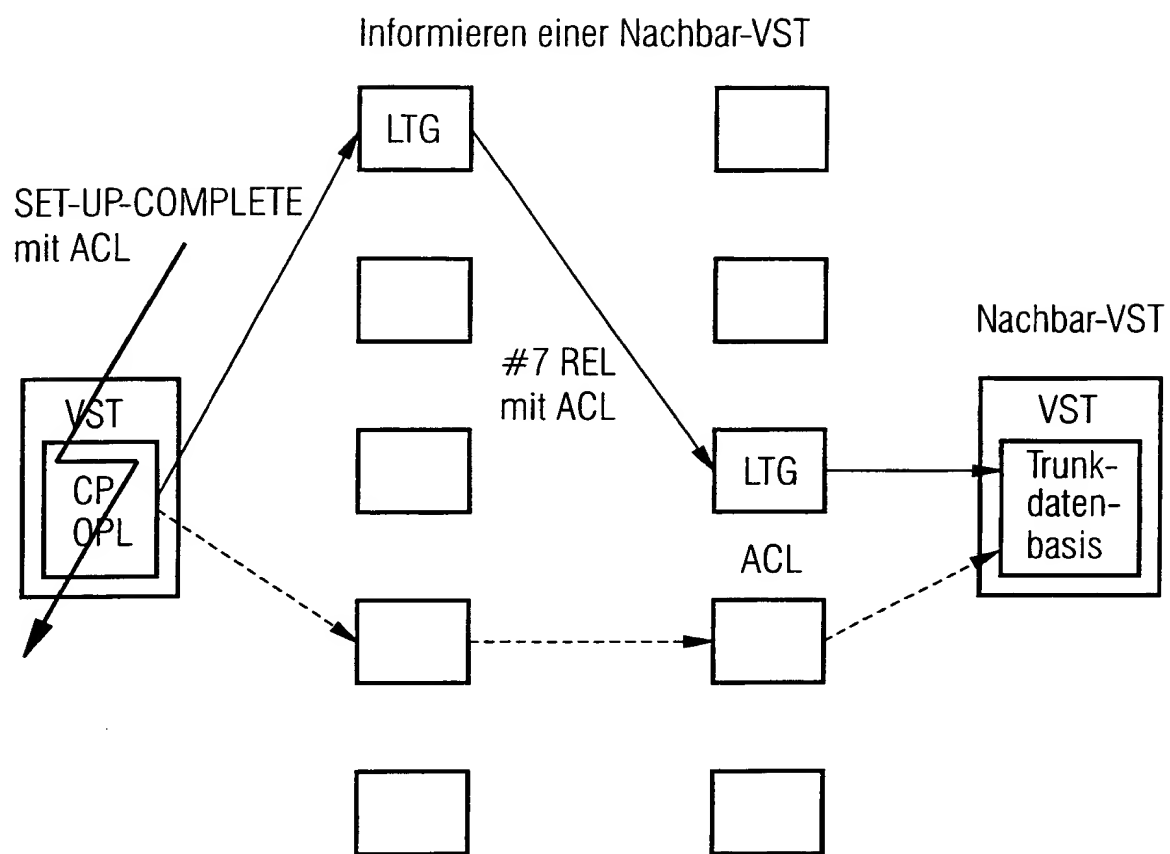 Informieren einer Nachbar-VST
LTG
SET-UP-COMPLETE
mit ACL
Nachbar-VST
#7 REL
mit ACL
VST
CP
OPL
LTG
VST
Trunk-
daten-
basis
ACL